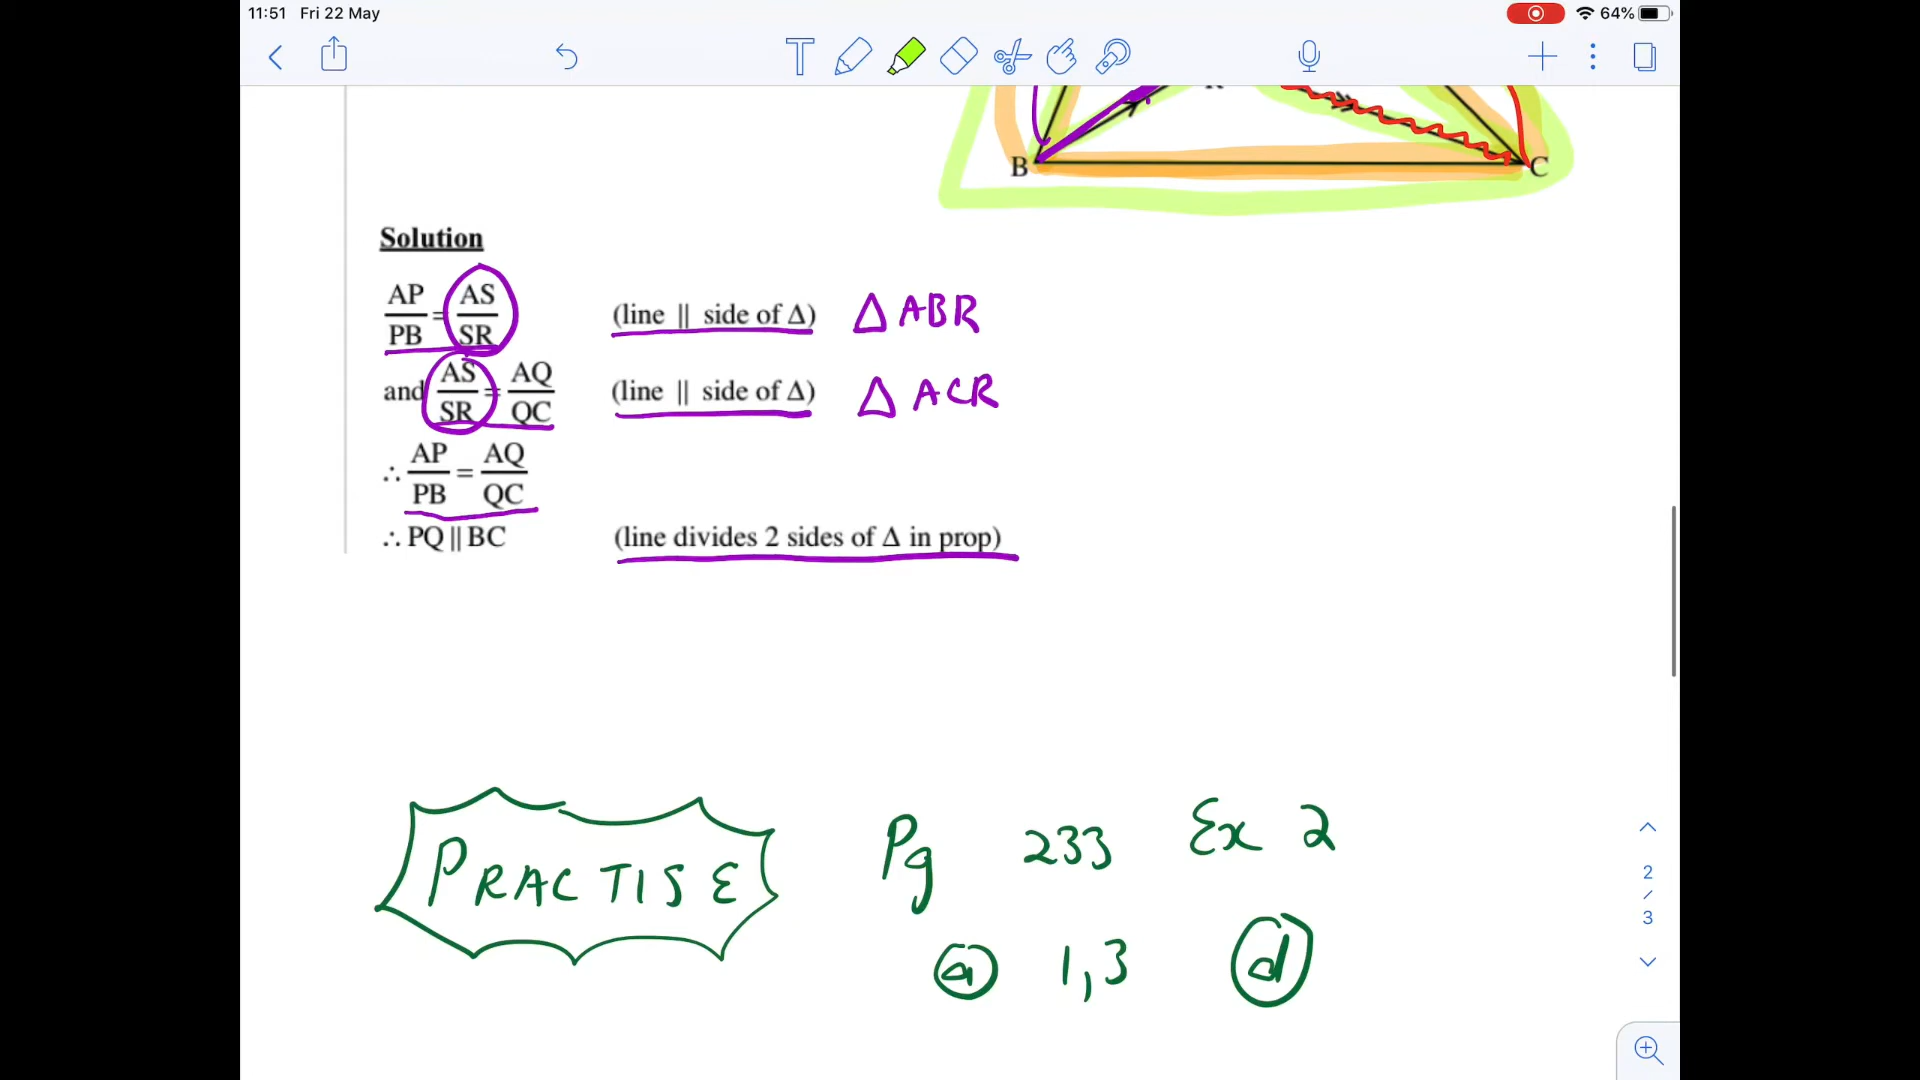 11:51 Fri 22 May 64%
T
B C
Solution
AP/PB = AS/SR (line || side of Δ) Δ ABR
and AS/SR = AQ/QC (line || side of Δ) Δ ACR
∴ AP/PB = AQ/QC
∴ PQ || BC (line divides 2 sides of Δ in prop)
PRACTISE Pg 233 Ex 2
a 1,3 d
2
/
3